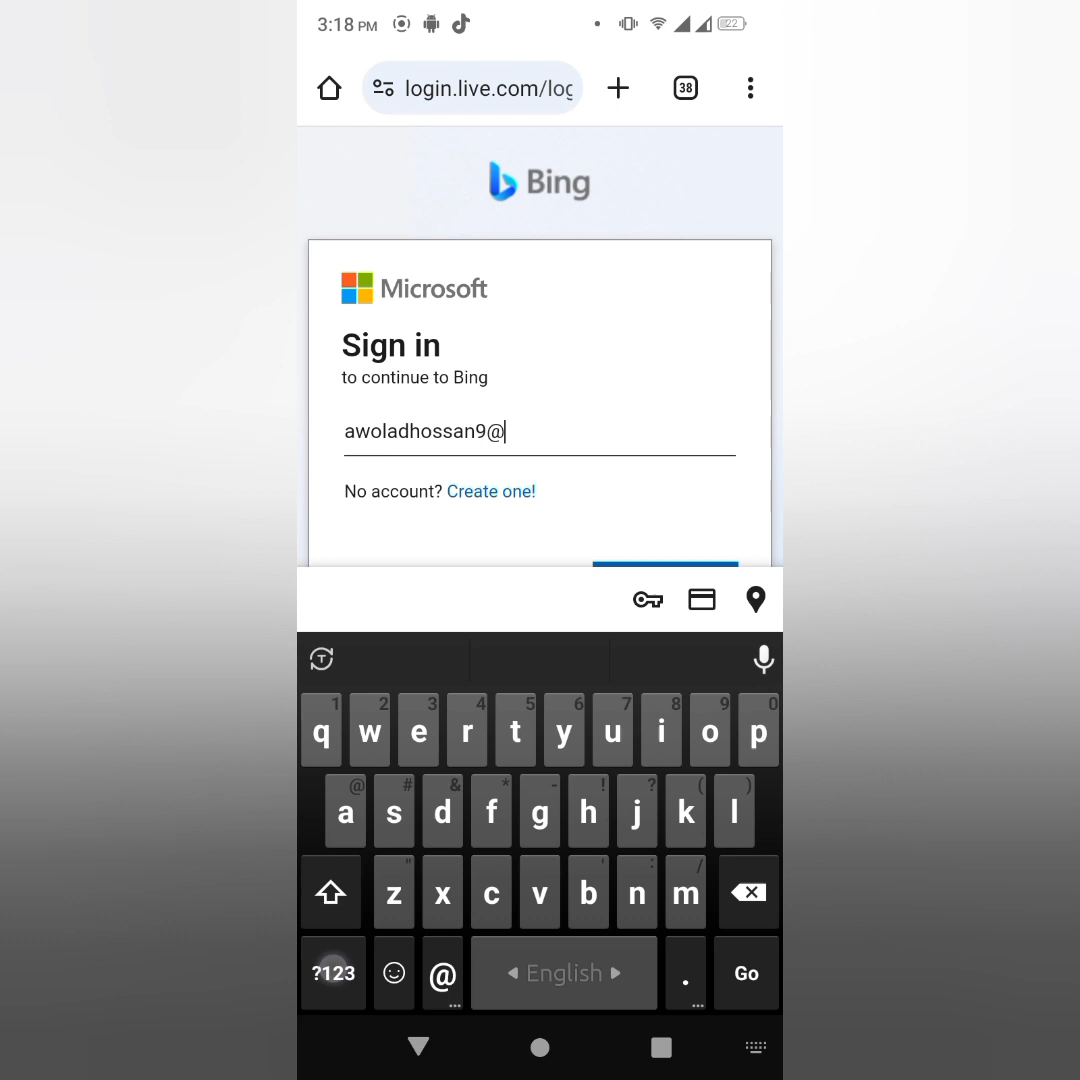 3:18 PM 22
login.live.com/log 38
Bing
Microsoft
Sign in
to continue to Bing
awoladhossan9@
No account? Create one!
1 2 3 4 5 6 7 8 9 0
q w e r t y u i o p
@ # & * - ! ? ( )
a s d f g h j k l
" ' : /
z x c v b n m
?123 @ English . Go